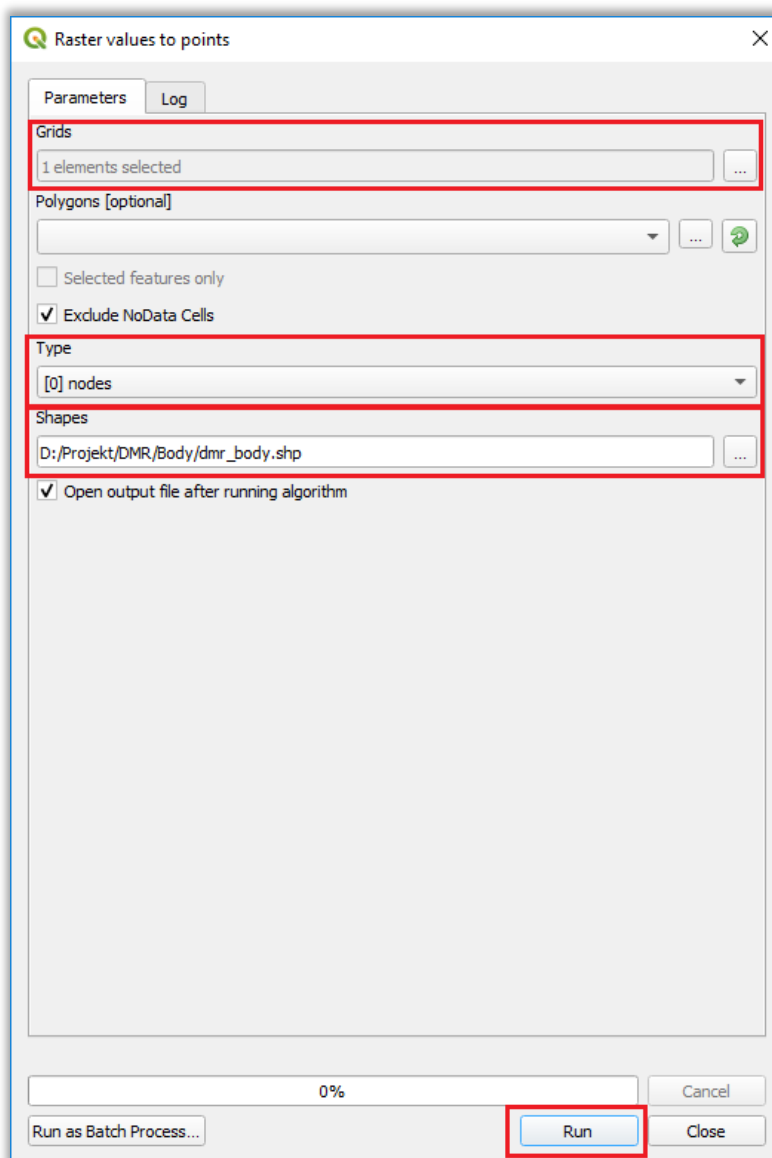 Raster values to points
Parameters Log
Grids
1 elements selected ...
Polygons [optional]
...
Selected features only
Exclude NoData Cells
Type
[0] nodes
Shapes
D:/Projekt/DMR/Body/dmr_body.shp ...
Open output file after running algorithm
0% Cancel
Run as Batch Process... Run Close